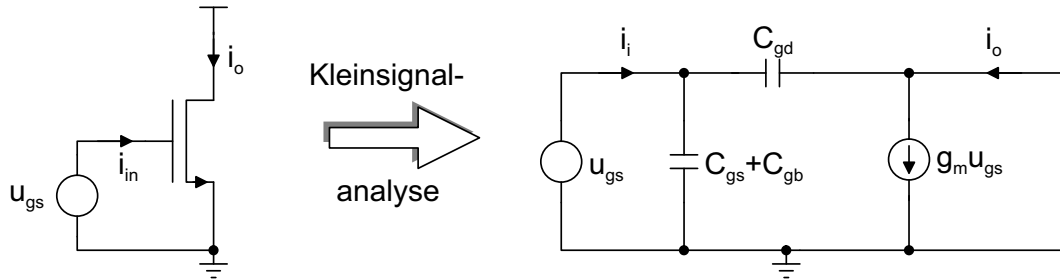 i_o
i_in
u_gs
Kleinsignal-
analyse
i_i
C_gd
i_o
u_gs
C_gs+C_gb
g_mu_gs